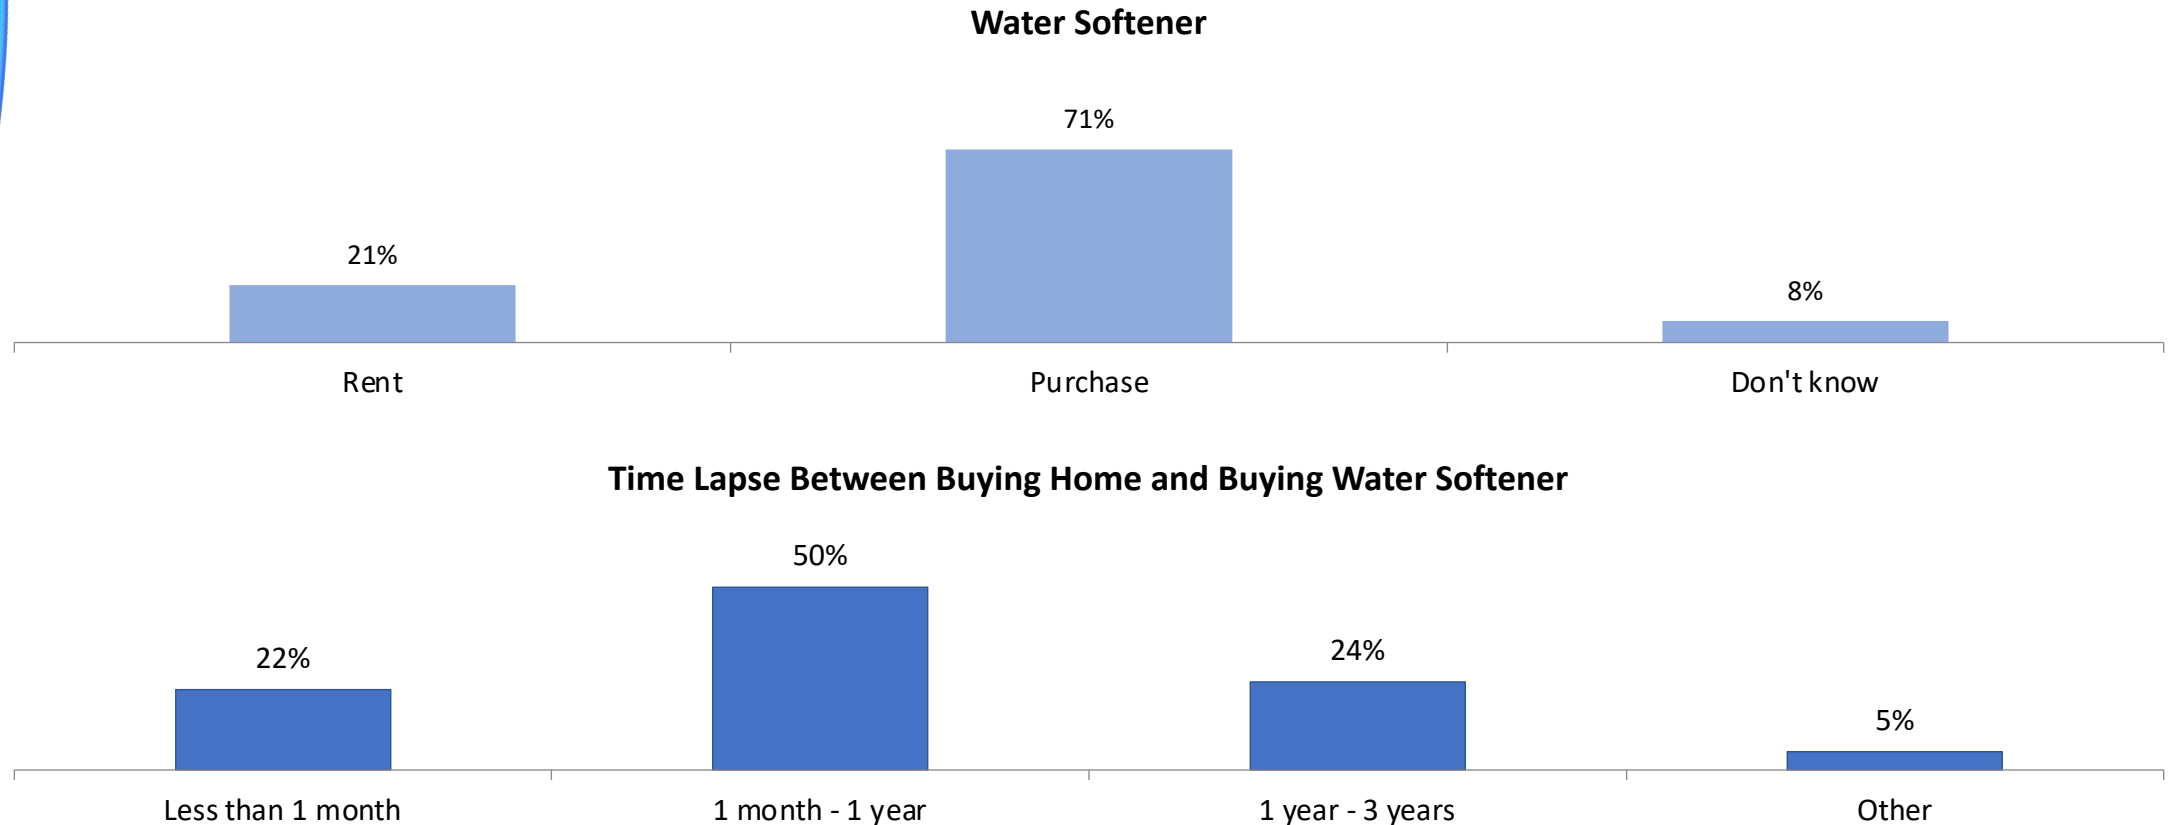 Water Softener
71%
21%
8%
Rent Purchase Don't know
Time Lapse Between Buying Home and Buying Water Softener
50%
22%
24%
5%
Less than 1 month 1 month - 1 year 1 year - 3 years Other